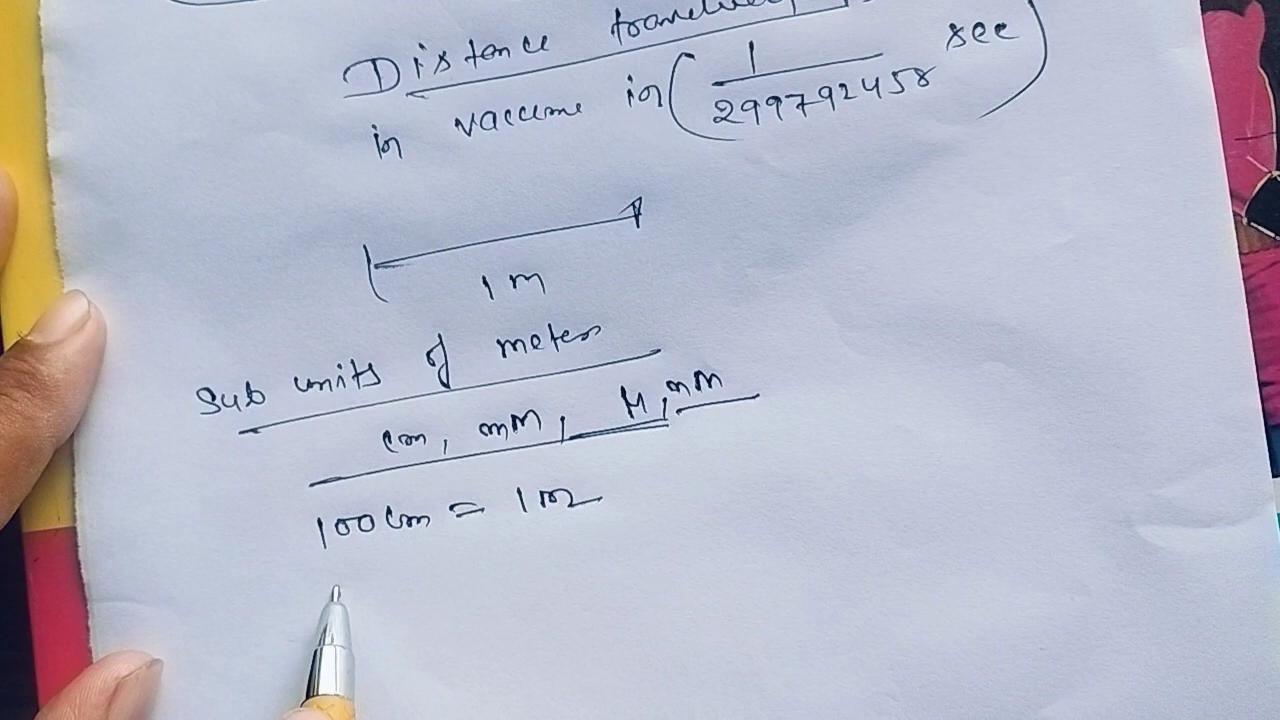 Distance
in vaccume in ( 1 / 299792458 sec )
1 m
Sub units of meter
cm, mm, M, nm
100 cm = 1 m